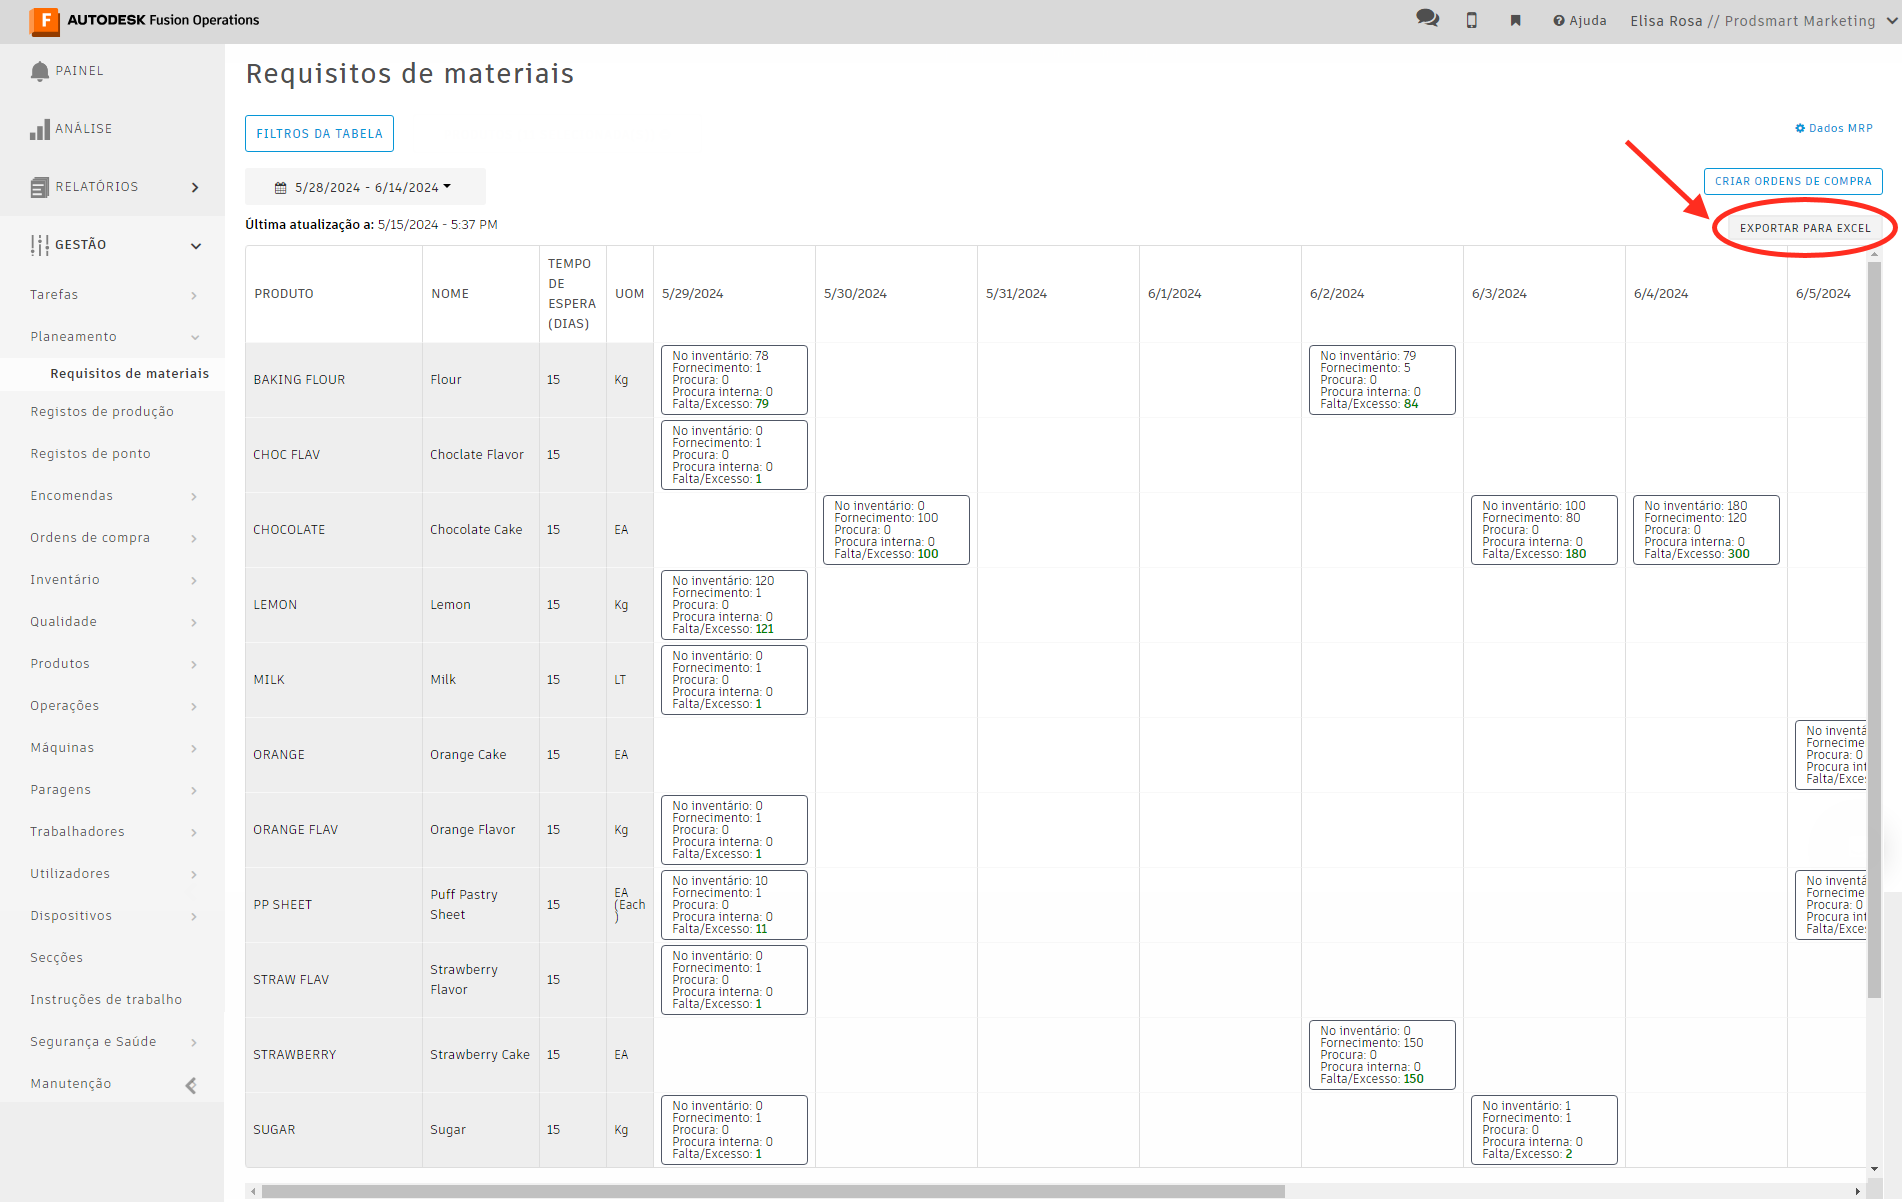 AUTODESK Fusion Operations
Ajuda
Elisa Rosa // Prodsmart Marketing
PAINEL
ANÁLISE
RELATÓRIOS
GESTÃO
Tarefas
Planeamento
Requisitos de materiais
Registos de produção
Registos de ponto
Encomendas
Ordens de compra
Inventário
Qualidade
Produtos
Operações
Máquinas
Paragens
Trabalhadores
Utilizadores
Dispositivos
Secções
Instruções de trabalho
Segurança e Saúde
Manutenção
Requisitos de materiais
FILTROS DA TABELA
Dados MRP
5/28/2024 - 6/14/2024
CRIAR ORDENS DE COMPRA
Última atualização a: 5/15/2024 - 5:37 PM
EXPORTAR PARA EXCEL
PRODUTO
NOME
TEMPO
DE
ESPERA
(DIAS)
UOM
5/29/2024
5/30/2024
5/31/2024
6/1/2024
6/2/2024
6/3/2024
6/4/2024
6/5/2024
BAKING FLOUR
Flour
15
Kg
No inventário: 78
Fornecimento: 1
Procura: 0
Procura interna: 0
Falta/Excesso: 79
No inventário: 79
Fornecimento: 5
Procura: 0
Procura interna: 0
Falta/Excesso: 84
CHOC FLAV
Choclate Flavor
15
No inventário: 0
Fornecimento: 1
Procura: 0
Procura interna: 0
Falta/Excesso: 1
CHOCOLATE
Chocolate Cake
15
EA
No inventário: 0
Fornecimento: 100
Procura: 0
Procura interna: 0
Falta/Excesso: 100
No inventário: 100
Fornecimento: 80
Procura: 0
Procura interna: 0
Falta/Excesso: 180
No inventário: 180
Fornecimento: 120
Procura: 0
Procura interna: 0
Falta/Excesso: 300
LEMON
Lemon
15
Kg
No inventário: 120
Fornecimento: 1
Procura: 0
Procura interna: 0
Falta/Excesso: 121
MILK
Milk
15
LT
No inventário: 0
Fornecimento: 1
Procura: 0
Procura interna: 0
Falta/Excesso: 1
ORANGE
Orange Cake
15
EA
No inventá
Fornecime
Procura: 0
Procura int
Falta/Exces
ORANGE FLAV
Orange Flavor
15
Kg
No inventário: 0
Fornecimento: 1
Procura: 0
Procura interna: 0
Falta/Excesso: 1
PP SHEET
Puff Pastry
Sheet
15
EA
(Each
)
No inventário: 10
Fornecimento: 1
Procura: 0
Procura interna: 0
Falta/Excesso: 11
No inventá
Fornecime
Procura: 0
Procura int
Falta/Exces
STRAW FLAV
Strawberry
Flavor
15
No inventário: 0
Fornecimento: 1
Procura: 0
Procura interna: 0
Falta/Excesso: 1
STRAWBERRY
Strawberry Cake
15
EA
No inventário: 0
Fornecimento: 150
Procura: 0
Procura interna: 0
Falta/Excesso: 150
SUGAR
Sugar
15
Kg
No inventário: 0
Fornecimento: 1
Procura: 0
Procura interna: 0
Falta/Excesso: 1
No inventário: 1
Fornecimento: 1
Procura: 0
Procura interna: 0
Falta/Excesso: 2